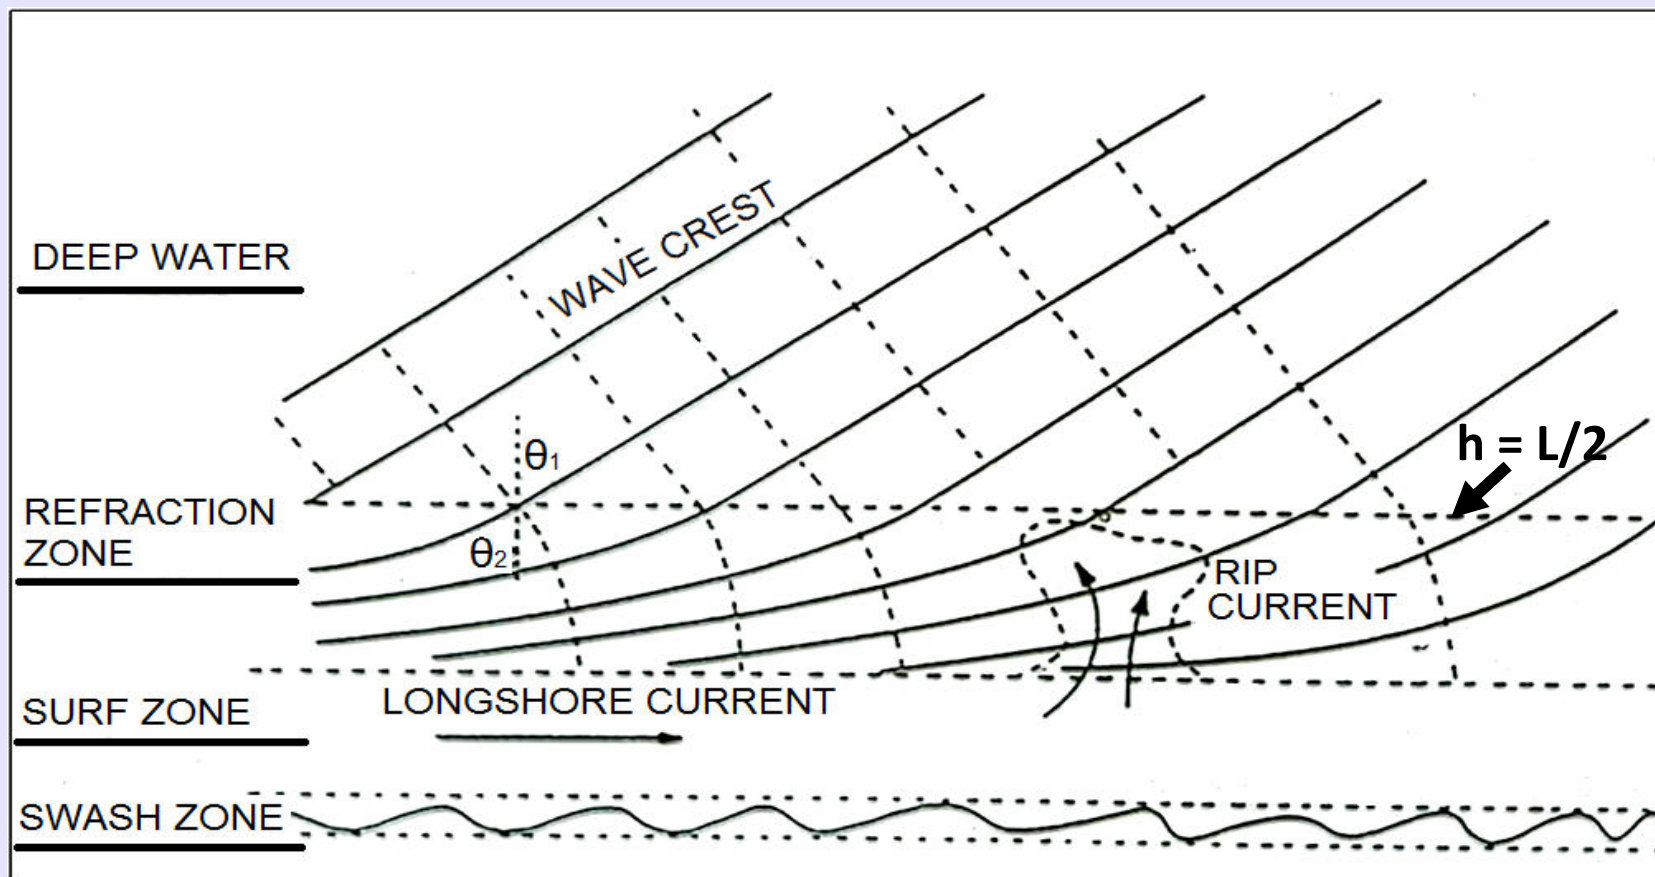 DEEP WATER
WAVE CREST
θ₁
h = L/2
REFRACTION
ZONE
θ₂
RIP
CURRENT
SURF ZONE
LONGSHORE CURRENT
SWASH ZONE